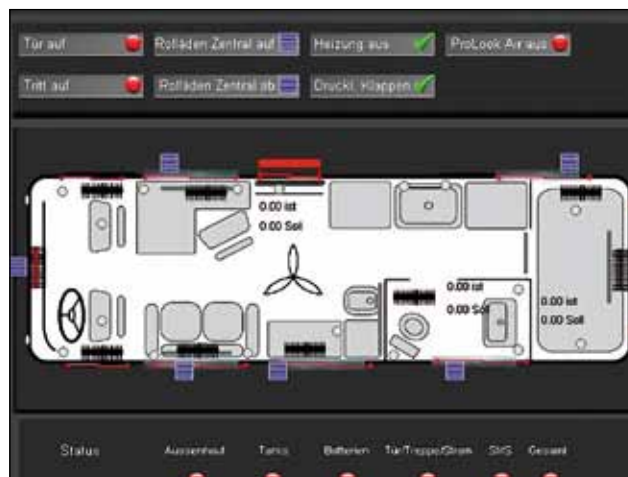 Tür auf
Rolläden Zentral auf
Heizung aus
ProLook Air aus
Tritt auf
Rolläden Zentral ab
Druckl. Klappen
0.00 ist
0.00 Soll
0.00 ist
0.00 Soll
0.00 ist
0.00 Soll
Status
Aussenhaut
Tanks
Batterien
Tür/Treppe/Strom
SMS
Gesamt